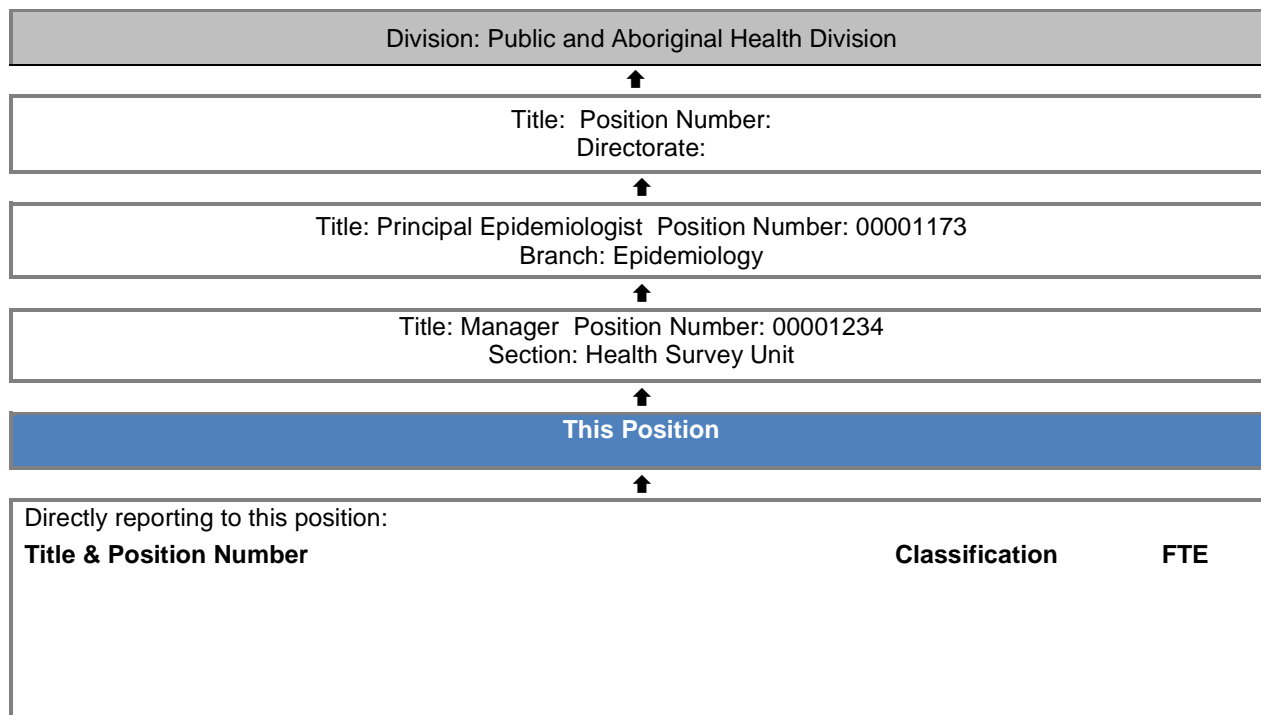 Division: Public and Aboriginal Health Division
Title: Position Number:
Directorate:
Title: Principal Epidemiologist Position Number: 00001173
Branch: Epidemiology
Title: Manager Position Number: 00001234
Section: Health Survey Unit
This Position
Directly reporting to this position:
Title & Position Number Classification FTE